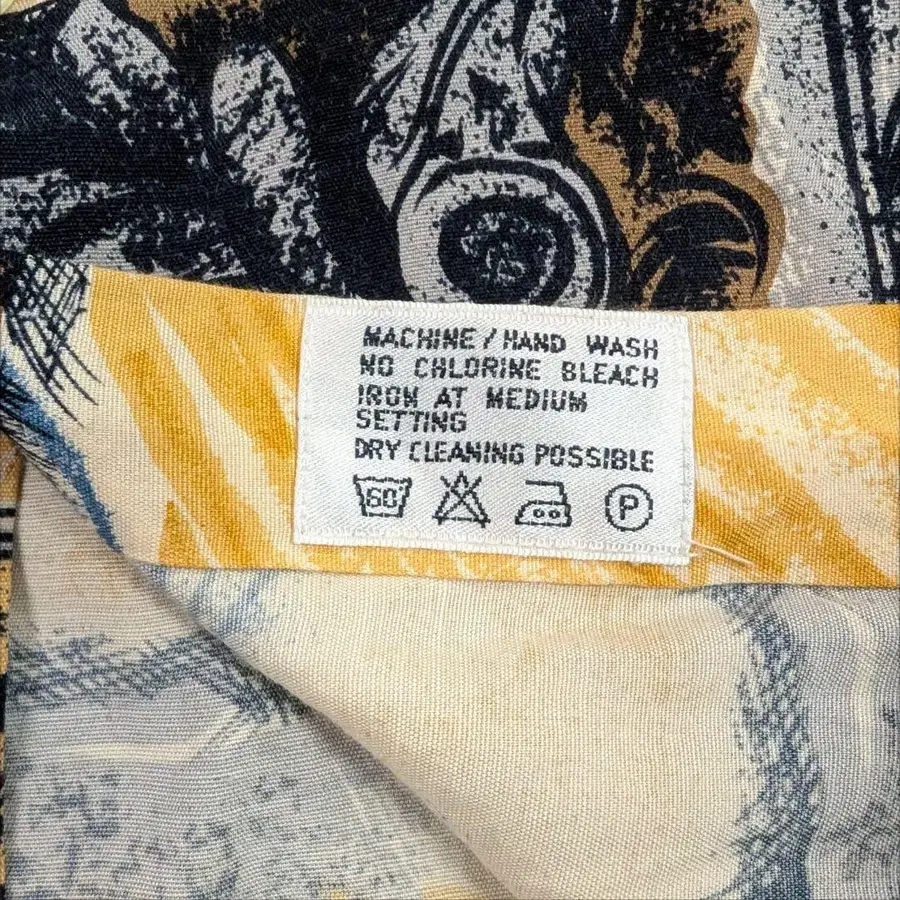 MACHINE / HAND WASH
NO CHLORINE BLEACH
IRON AT MEDIUM
SETTING
DRY CLEANING POSSIBLE
60° P